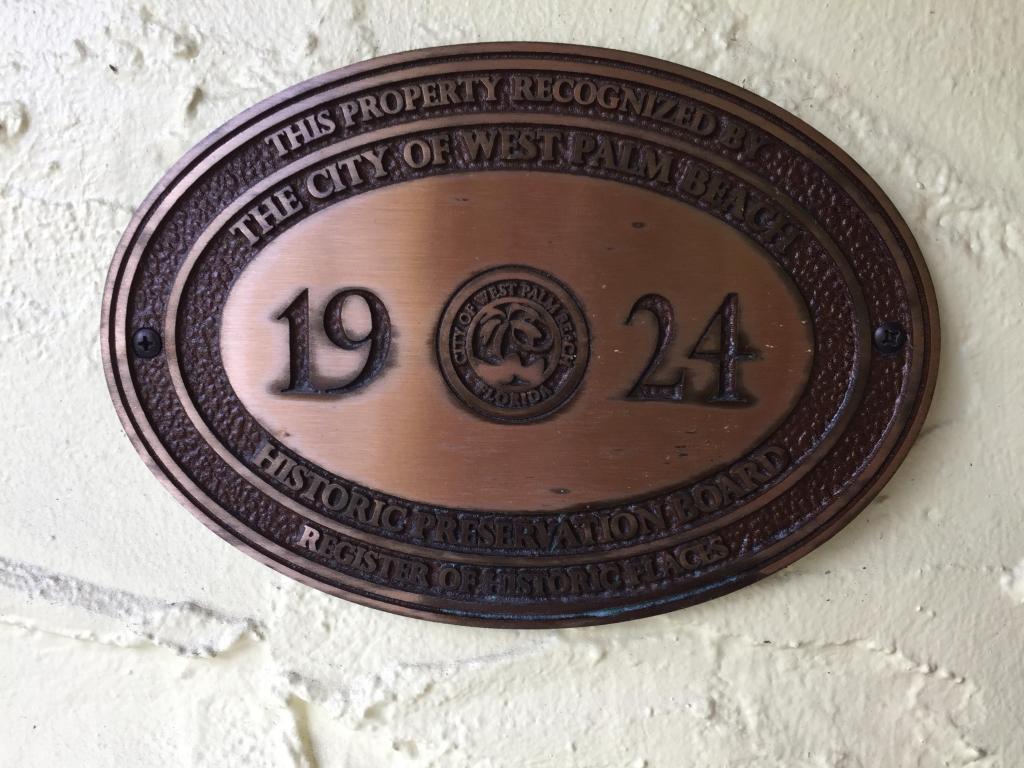 THIS PROPERTY RECOGNIZED BY
THE CITY OF WEST PALM BEACH
19 24
CITY OF WEST PALM BEACH
FLORIDA
HISTORIC PRESERVATION BOARD
REGISTER OF HISTORIC PLACES